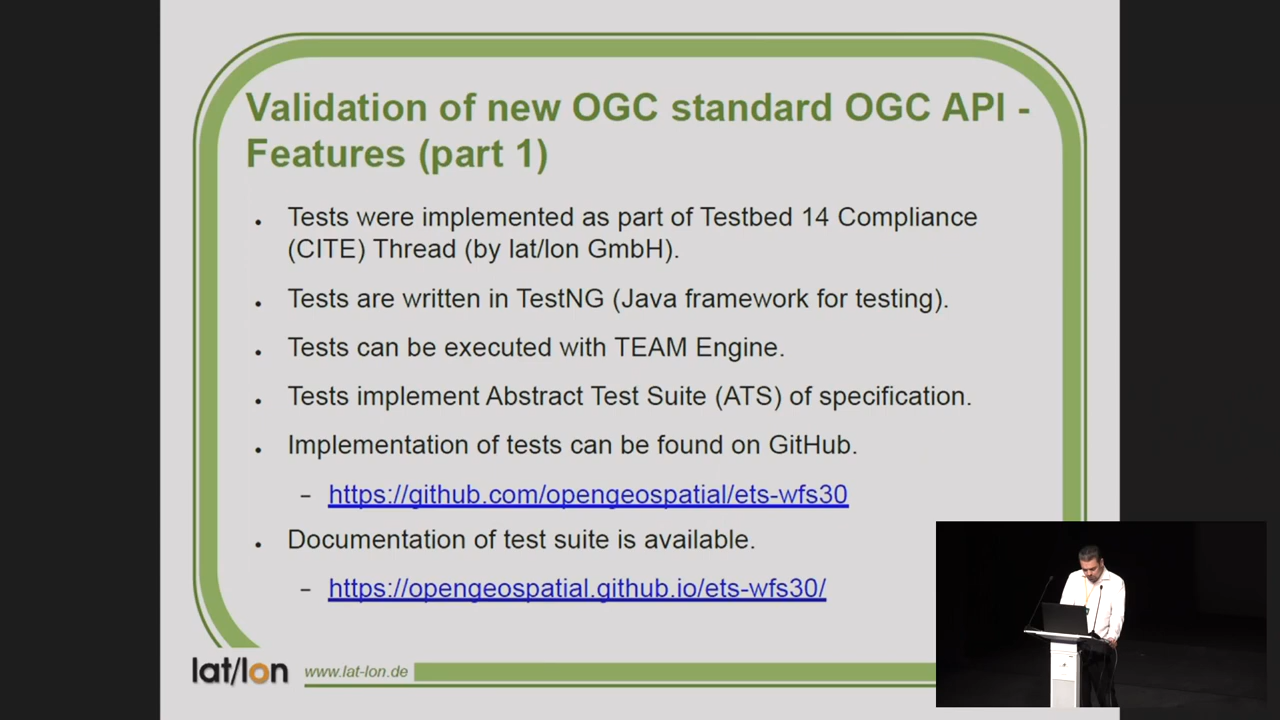 Validation of new OGC standard OGC API -
Features (part 1)
Tests were implemented as part of Testbed 14 Compliance
(CITE) Thread (by lat/lon GmbH).
Tests are written in TestNG (Java framework for testing).
Tests can be executed with TEAM Engine.
Tests implement Abstract Test Suite (ATS) of specification.
Implementation of tests can be found on GitHub.
– https://github.com/opengeospatial/ets-wfs30
Documentation of test suite is available.
– https://opengeospatial.github.io/ets-wfs30/
lat/lon www.lat-lon.de